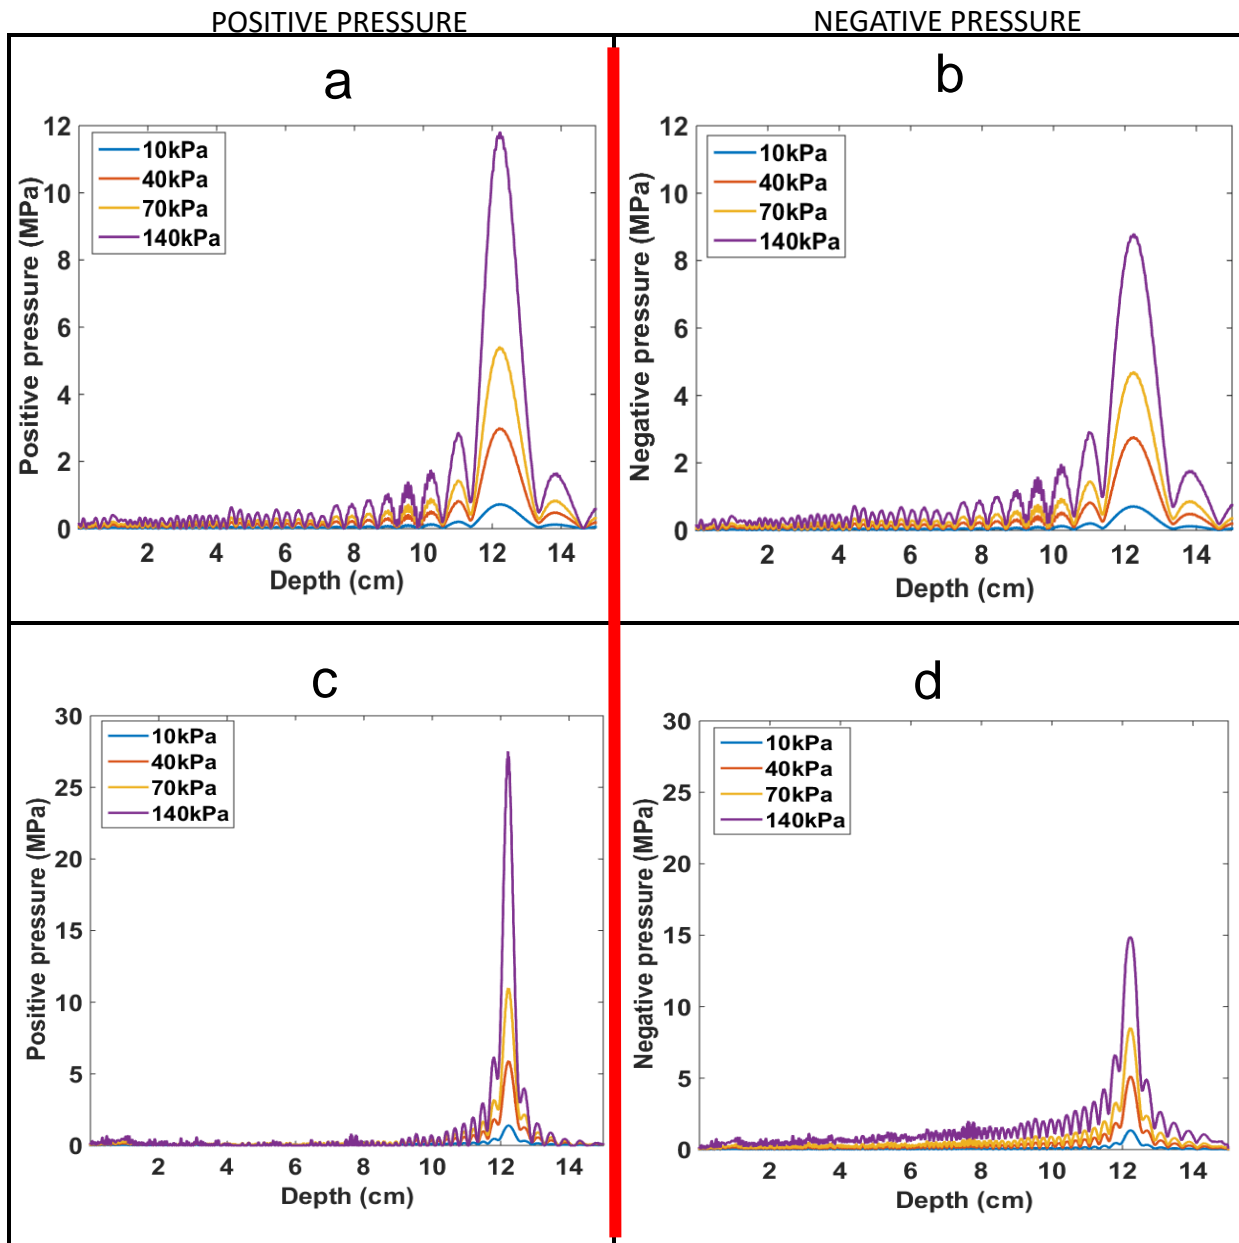 POSITIVE PRESSURE
NEGATIVE PRESSURE
a
12
10
8
6
4
2
0
Positive pressure (MPa)
10kPa
40kPa
70kPa
140kPa
2 4 6 8 10 12 14
Depth (cm)
b
12
10
8
6
4
2
0
Negative pressure (MPa)
10kPa
40kPa
70kPa
140kPa
2 4 6 8 10 12 14
Depth (cm)
c
30
25
20
15
10
5
0
Positive pressure (MPa)
10kPa
40kPa
70kPa
140kPa
2 4 6 8 10 12 14
Depth (cm)
d
30
25
20
15
10
5
0
Negative pressure (MPa)
10kPa
40kPa
70kPa
140kPa
2 4 6 8 10 12 14
Depth (cm)